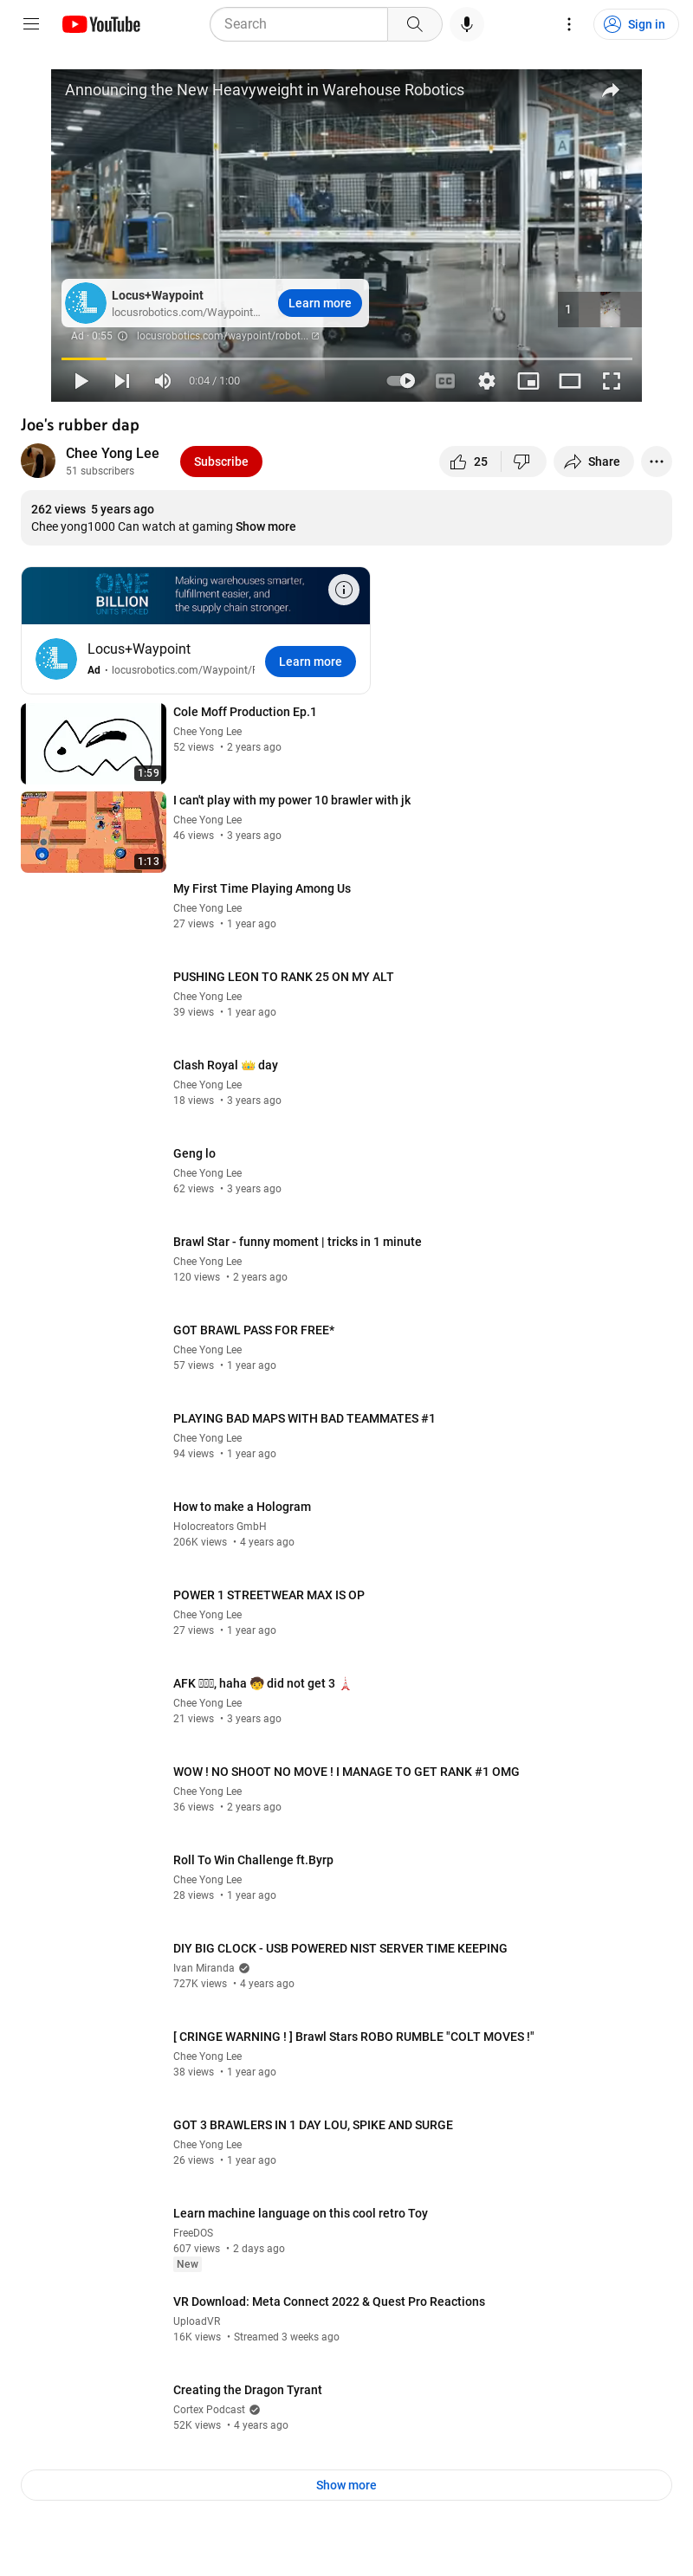 YouTube
Search
Sign in
Announcing the New Heavyweight in Warehouse Robotics
A
Locus+Waypoint
locusrobotics.com/Waypoint...
Learn more
1
Ad · 0:55
locusrobotics.com/waypoint/robot...
0:04 / 1:00
CC
Joe's rubber dap
Chee Yong Lee
51 subscribers
Subscribe
25
Share
262 views 5 years ago
Chee yong1000 Can watch at gaming Show more
ONE
BILLION
UNITS PICKED
Making warehouses smarter,
fulfillment easier, and
the supply chain stronger.
Locus+Waypoint
Ad • locusrobotics.com/Waypoint/F
Learn more
Cole Moff Production Ep.1
Chee Yong Lee
52 views • 2 years ago
1:59
I can't play with my power 10 brawler with jk
Chee Yong Lee
46 views • 3 years ago
1:13
My First Time Playing Among Us
Chee Yong Lee
27 views • 1 year ago
PUSHING LEON TO RANK 25 ON MY ALT
Chee Yong Lee
39 views • 1 year ago
Clash Royal 👑 day
Chee Yong Lee
18 views • 3 years ago
Geng lo
Chee Yong Lee
62 views • 3 years ago
Brawl Star - funny moment | tricks in 1 minute
Chee Yong Lee
120 views • 2 years ago
GOT BRAWL PASS FOR FREE*
Chee Yong Lee
57 views • 1 year ago
PLAYING BAD MAPS WITH BAD TEAMMATES #1
Chee Yong Lee
94 views • 1 year ago
How to make a Hologram
Holocreators GmbH
206K views • 4 years ago
POWER 1 STREETWEAR MAX IS OP
Chee Yong Lee
27 views • 1 year ago
AFK , haha 🧒 did not get 3 🗼
Chee Yong Lee
21 views • 3 years ago
WOW ! NO SHOOT NO MOVE ! I MANAGE TO GET RANK #1 OMG
Chee Yong Lee
36 views • 2 years ago
Roll To Win Challenge ft.Byrp
Chee Yong Lee
28 views • 1 year ago
DIY BIG CLOCK - USB POWERED NIST SERVER TIME KEEPING
Ivan Miranda
727K views • 4 years ago
[ CRINGE WARNING ! ] Brawl Stars ROBO RUMBLE "COLT MOVES !"
Chee Yong Lee
38 views • 1 year ago
GOT 3 BRAWLERS IN 1 DAY LOU, SPIKE AND SURGE
Chee Yong Lee
26 views • 1 year ago
Learn machine language on this cool retro Toy
FreeDOS
607 views • 2 days ago
New
VR Download: Meta Connect 2022 & Quest Pro Reactions
UploadVR
16K views • Streamed 3 weeks ago
Creating the Dragon Tyrant
Cortex Podcast
52K views • 4 years ago
Show more